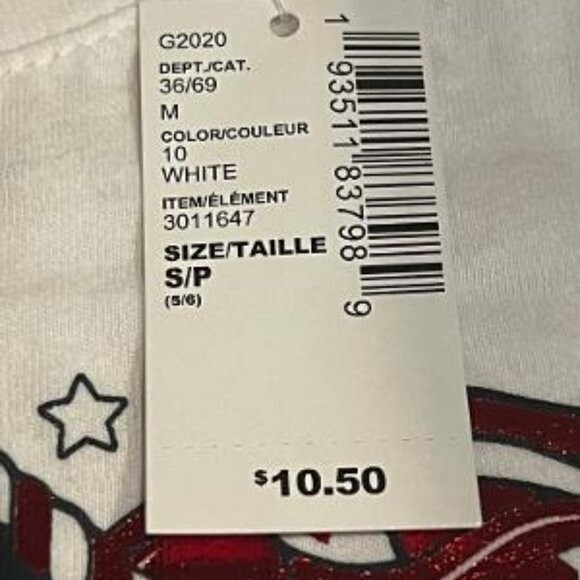 G2020
DEPT./CAT.
36/69
M
COLOR/COULEUR
10
WHITE
ITEM/ÉLÉMENT
3011647
SIZE/TAILLE
S/P
(5/6)
1 93511 83798 9
$10.50